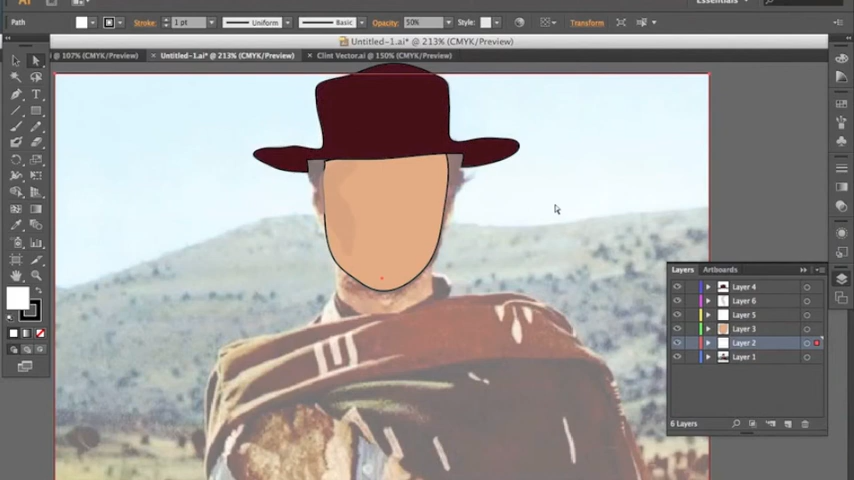 Essentials
Path Stroke: 1 pt Uniform Basic Opacity: 50% Style: Transform
Untitled-1.ai* @ 213% (CMYK/Preview)
@ 107% (CMYK/Preview) × Untitled-1.ai* @ 213% (CMYK/Preview) × Clint Vector.ai @ 150% (CMYK/Preview)
Layers Artboards
Layer 4
Layer 6
Layer 5
Layer 3
Layer 2
Layer 1
6 Layers